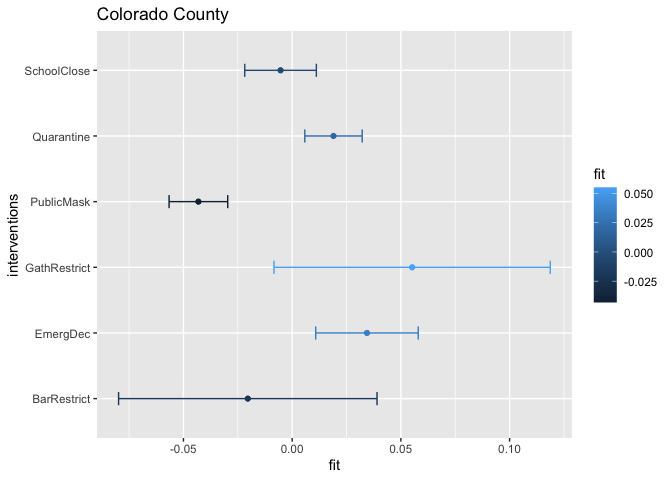 Colorado County
SchoolClose
Quarantine
PublicMask
GathRestrict
EmergDec
BarRestrict
interventions
-0.05
0.00
0.05
0.10
fit
fit
0.050
0.025
0.000
-0.025